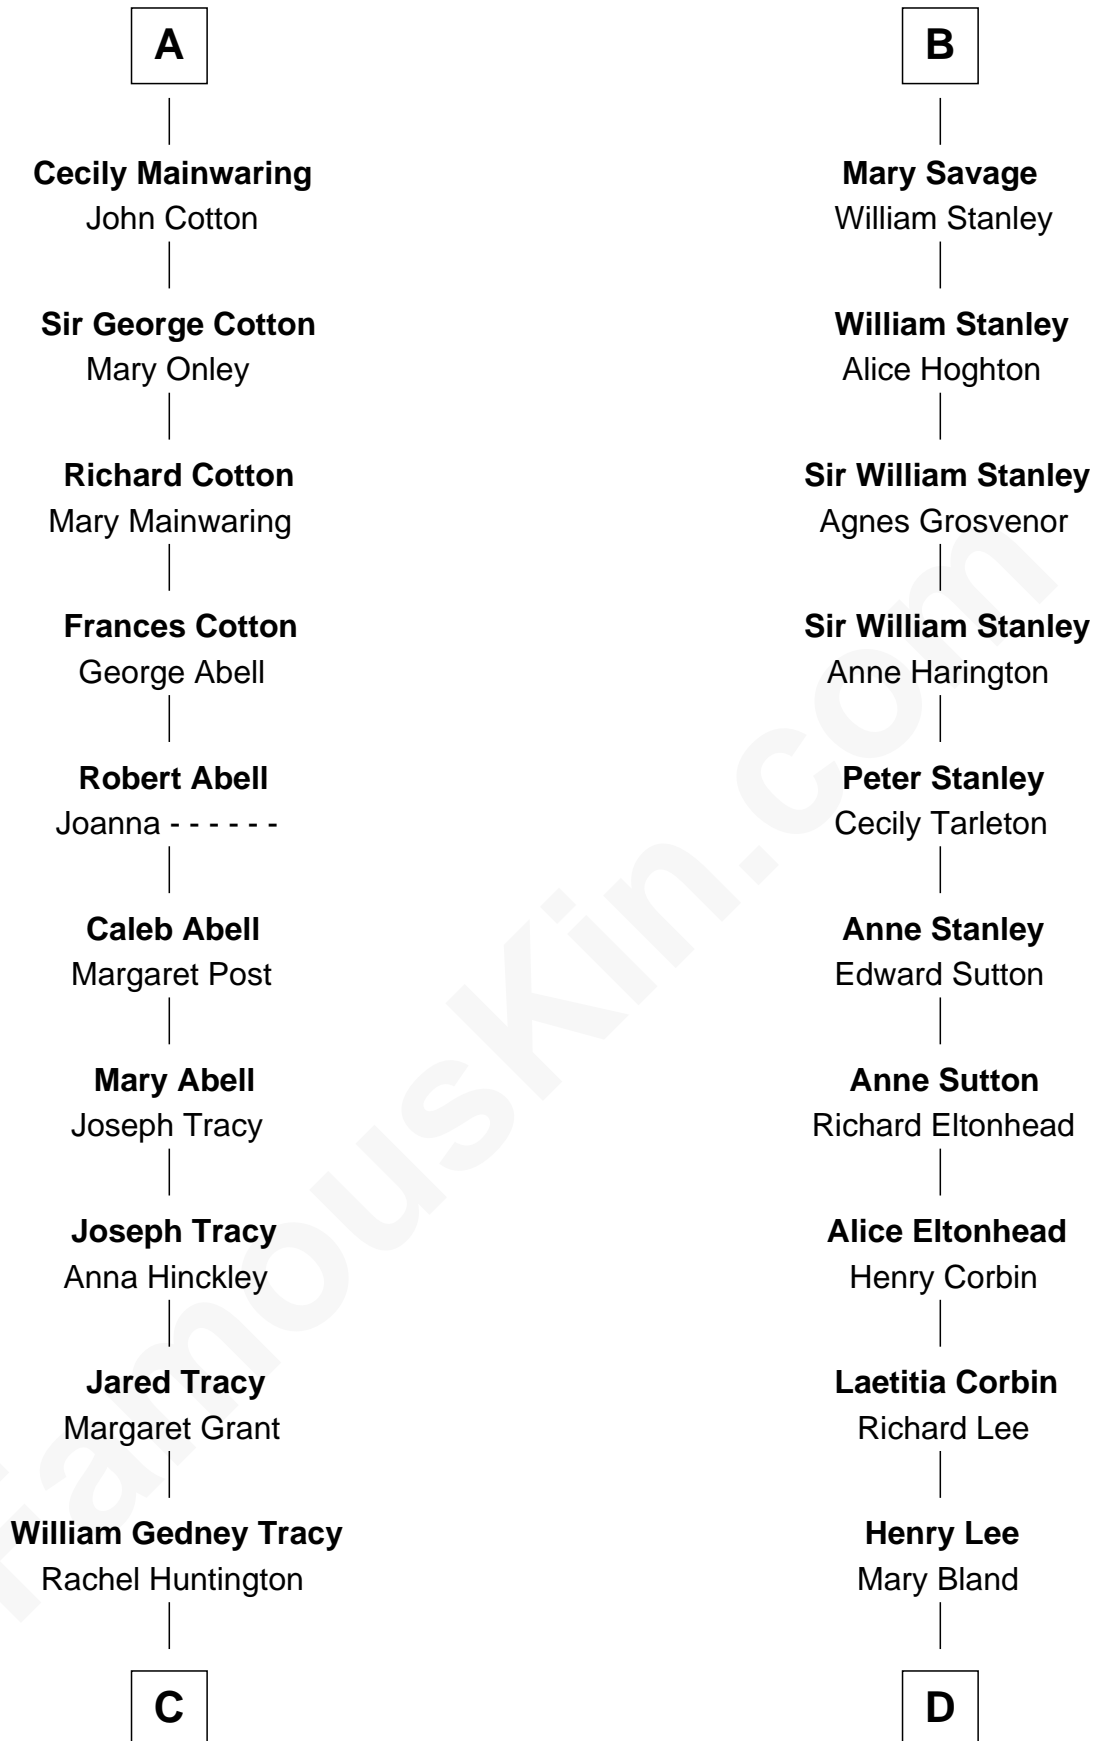 A
Cecily Mainwaring
John Cotton
Sir George Cotton
Mary Onley
Richard Cotton
Mary Mainwaring
Frances Cotton
George Abell
Robert Abell
Joanna - - - - - -
Caleb Abell
Margaret Post
Mary Abell
Joseph Tracy
Joseph Tracy
Anna Hinckley
Jared Tracy
Margaret Grant
William Gedney Tracy
Rachel Huntington
C
B
Mary Savage
William Stanley
William Stanley
Alice Hoghton
Sir William Stanley
Agnes Grosvenor
Sir William Stanley
Anne Harington
Peter Stanley
Cecily Tarleton
Anne Stanley
Edward Sutton
Anne Sutton
Richard Eltonhead
Alice Eltonhead
Henry Corbin
Laetitia Corbin
Richard Lee
Henry Lee
Mary Bland
D
FamousKin.com